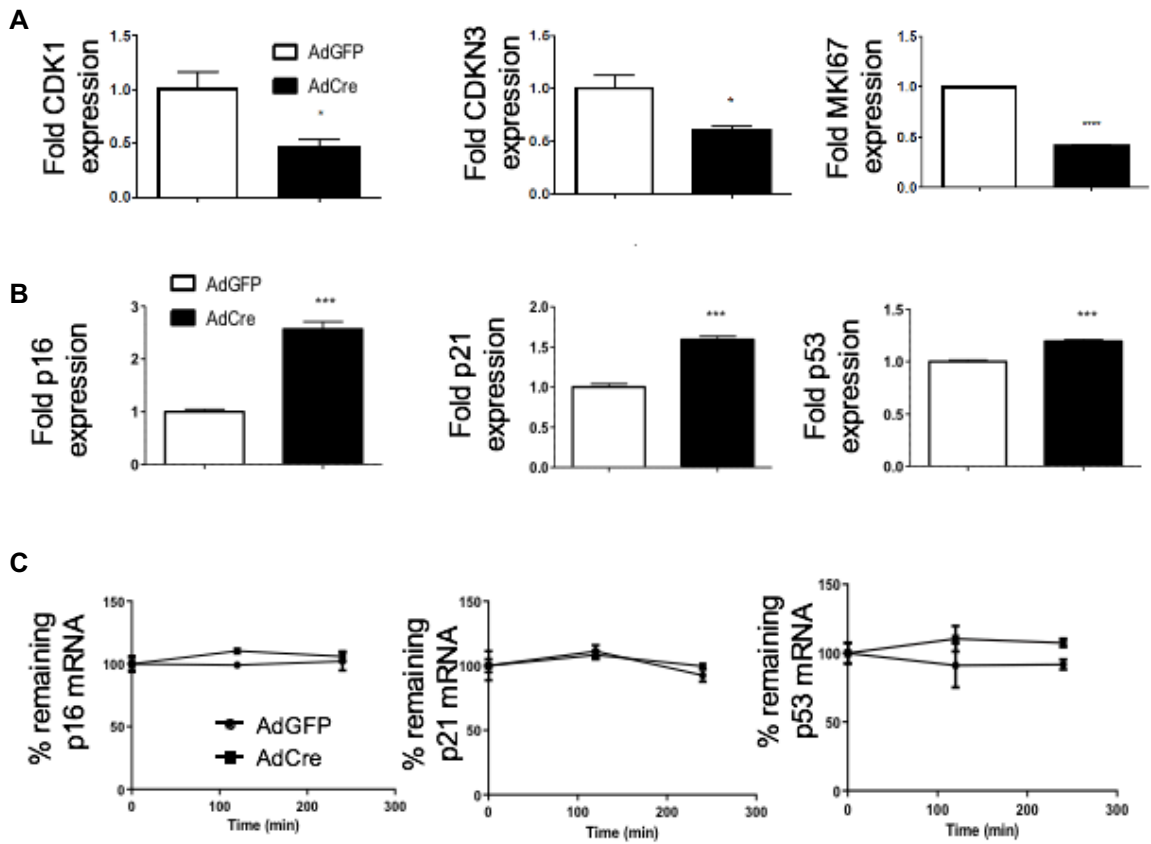 A
Fold CDK1
expression
1.5
1.0
0.5
0.0
AdGFP
AdCre
*
Fold CDKN3
expression
1.5
1.0
0.5
0.0
*
Fold MKI67
expression
1.5
1.0
0.5
0.0
****
B
Fold p16
expression
3
2
1
0
AdGFP
AdCre
***
Fold p21
expression
2.0
1.5
1.0
0.5
0.0
***
Fold p53
expression
1.5
1.0
0.5
0.0
***
C
% remaining
p16 mRNA
150
100
50
0
AdGFP
AdCre
0 100 200 300
Time (min)
% remaining
p21 mRNA
150
100
50
0
0 100 200 300
Time (min)
% remaining
p53 mRNA
150
100
50
0
0 100 200 300
Time (min)